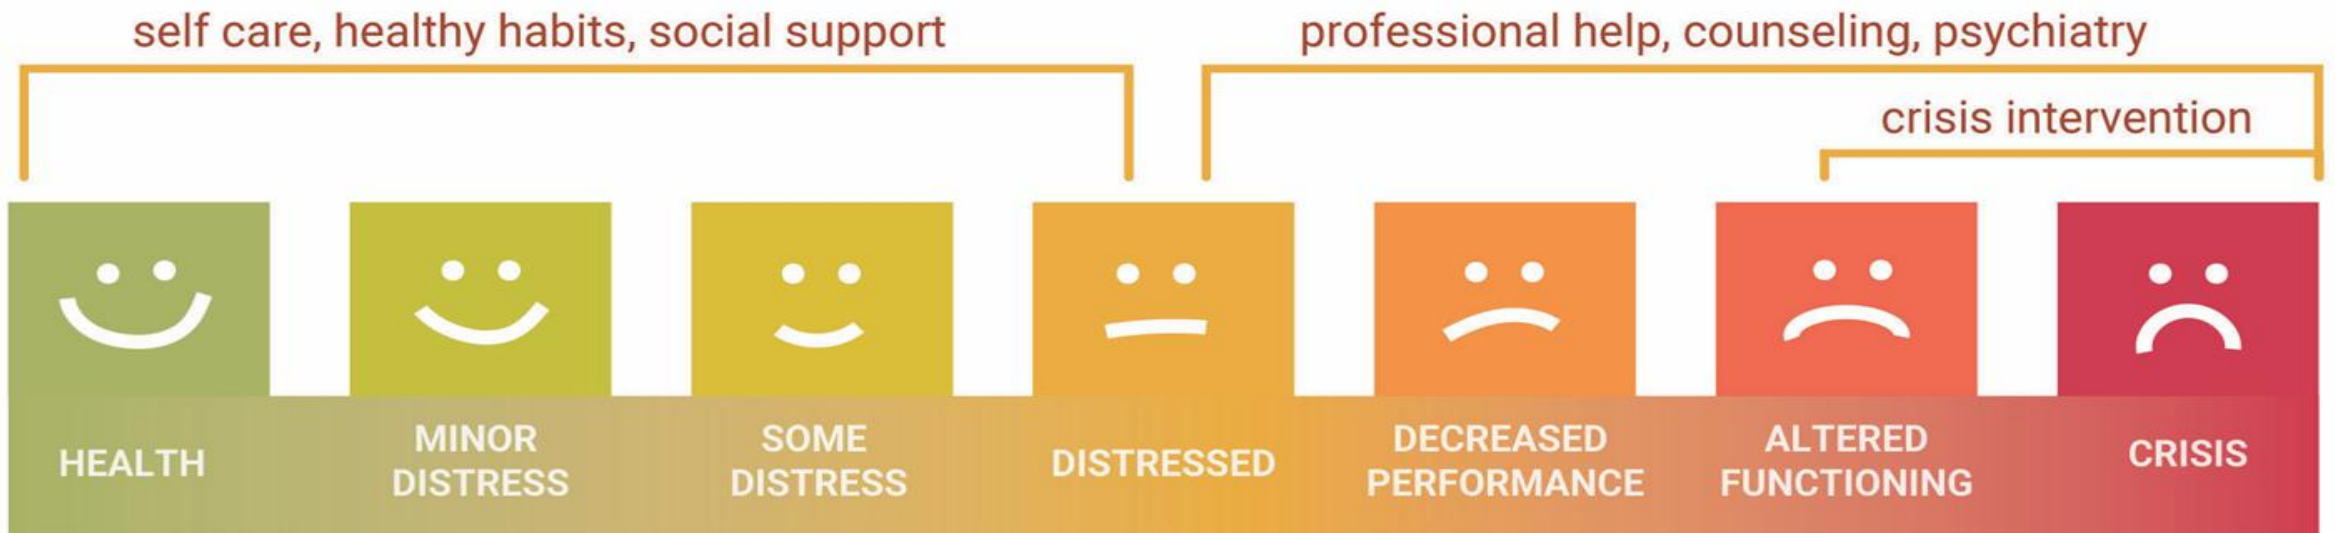 self care, healthy habits, social support
professional help, counseling, psychiatry
crisis intervention
HEALTH
MINOR
DISTRESS
SOME
DISTRESS
DISTRESSED
DECREASED
PERFORMANCE
ALTERED
FUNCTIONING
CRISIS